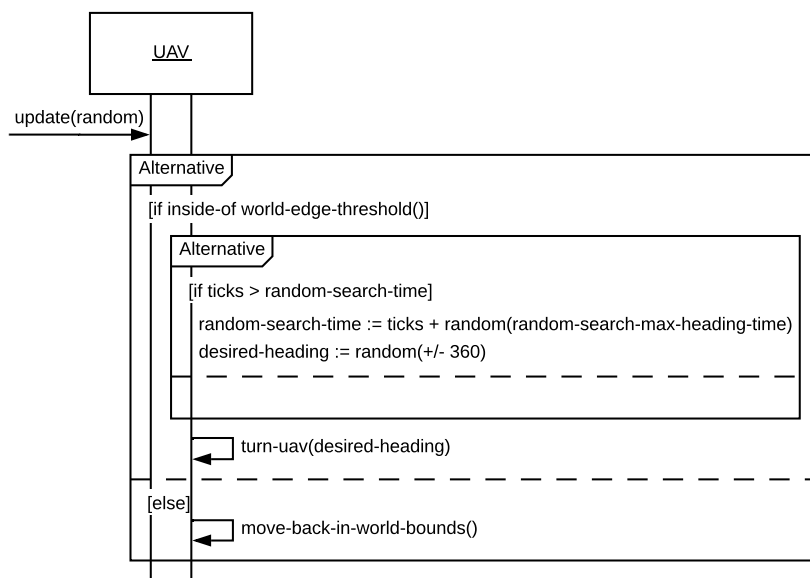 UAV
update(random)
Alternative
[if inside-of world-edge-threshold()]
Alternative
[if ticks > random-search-time]
random-search-time := ticks + random(random-search-max-heading-time)
desired-heading := random(+/- 360)
turn-uav(desired-heading)
[else]
move-back-in-world-bounds()